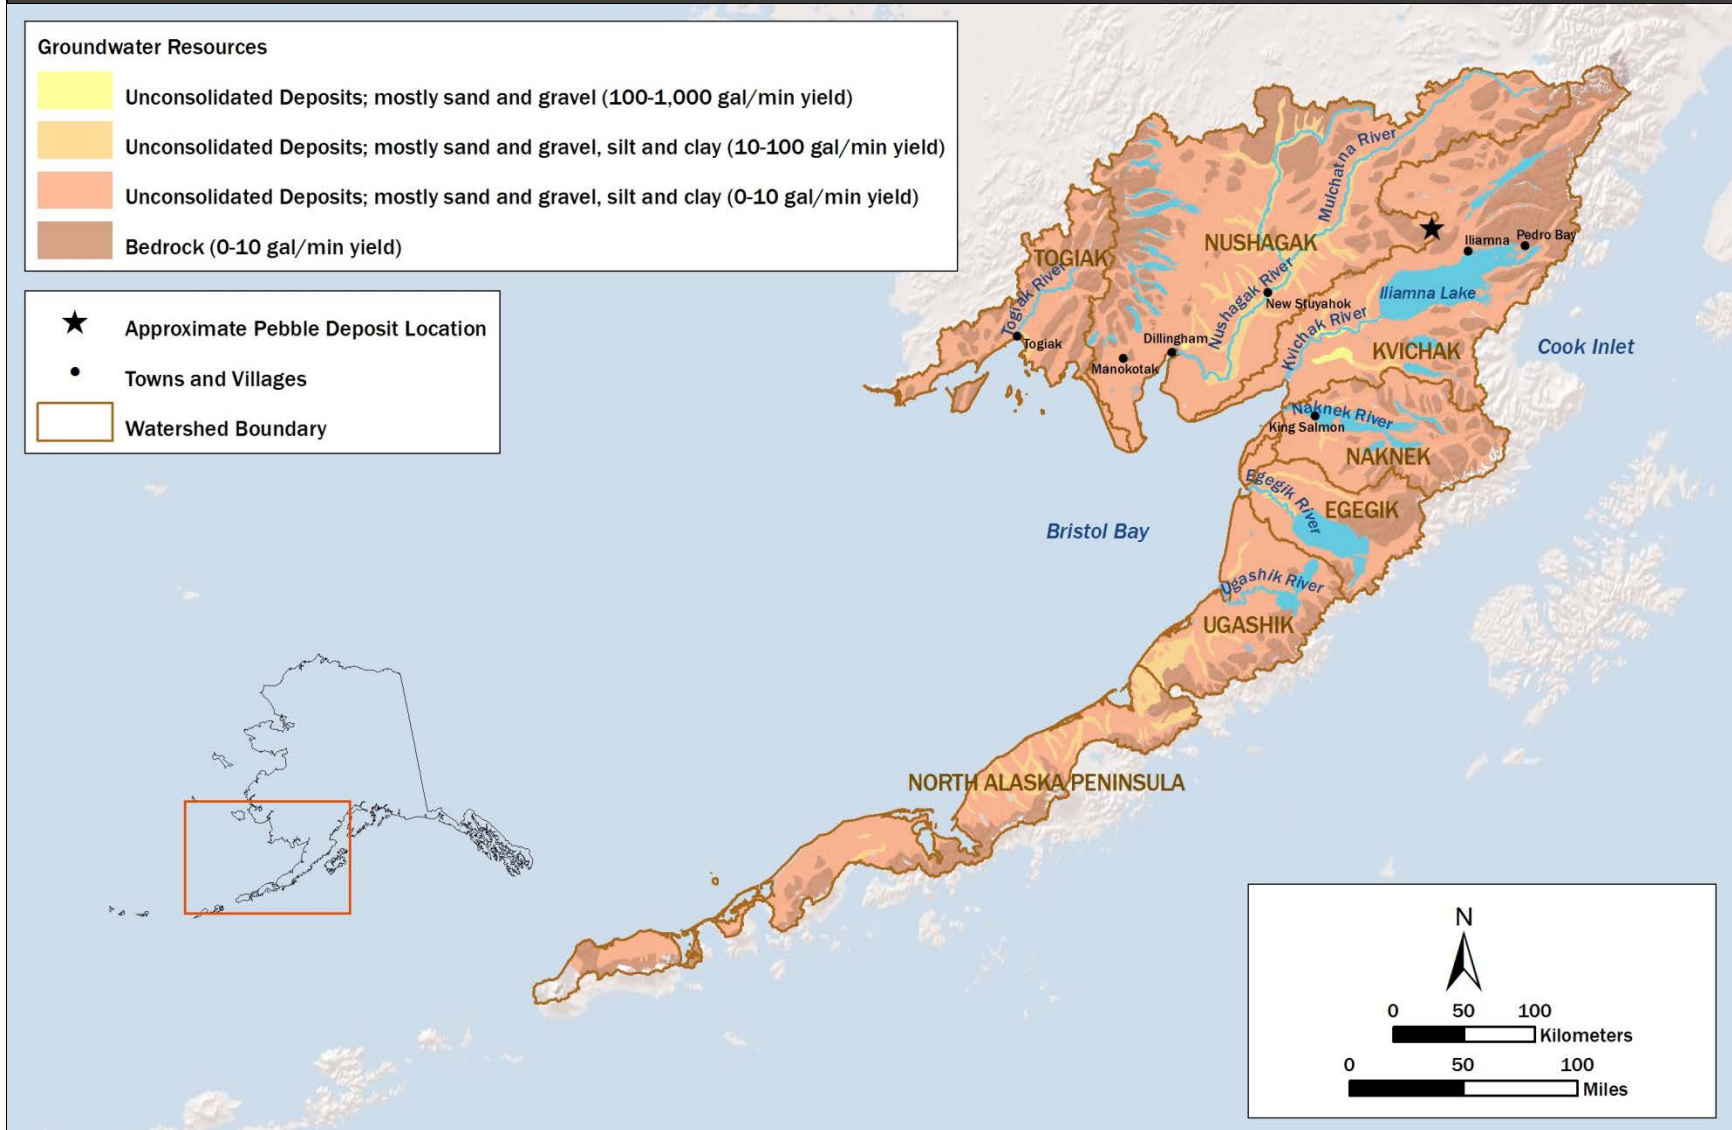 Groundwater Resources
Unconsolidated Deposits; mostly sand and gravel (100-1,000 gal/min yield)
Unconsolidated Deposits; mostly sand and gravel, silt and clay (10-100 gal/min yield)
Unconsolidated Deposits; mostly sand and gravel, silt and clay (0-10 gal/min yield)
Bedrock (0-10 gal/min yield)
Approximate Pebble Deposit Location
Towns and Villages
Watershed Boundary
Mulchatna River
NUSHAGAK
TOGIAK
Togiak River
Togiak
Iliamna
Pedro Bay
Iliamna Lake
Nushagak River
New Stuyahok
Kvichak River
KVICHAK
Dillingham
Manokotak
Cook Inlet
Naknek River
King Salmon
NAKNEK
Egegik River
EGEGIK
Bristol Bay
Ugashik River
UGASHIK
NORTH ALASKA PENINSULA
N
0 50 100
Kilometers
0 50 100
Miles